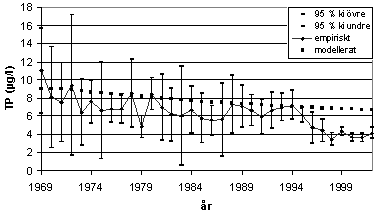 18
16
14
12
10
8
6
4
2
0
TP (µg/l)
95 % ki övre
95 % ki undre
empiriskt
modellerat
1969 1974 1979 1984 1989 1994 1999
år